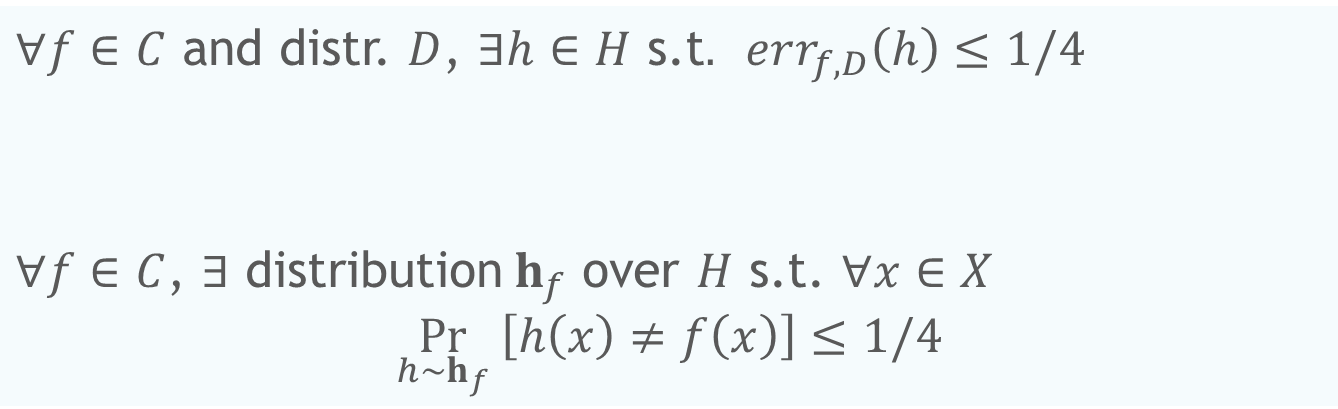 ∀f ∈ C and distr. D, ∃h ∈ H s.t. err_{f,D}(h) ≤ 1/4
∀f ∈ C, ∃ distribution 𝐡_f over H s.t. ∀x ∈ X
Pr_{h~𝐡_f} [h(x) ≠ f(x)] ≤ 1/4